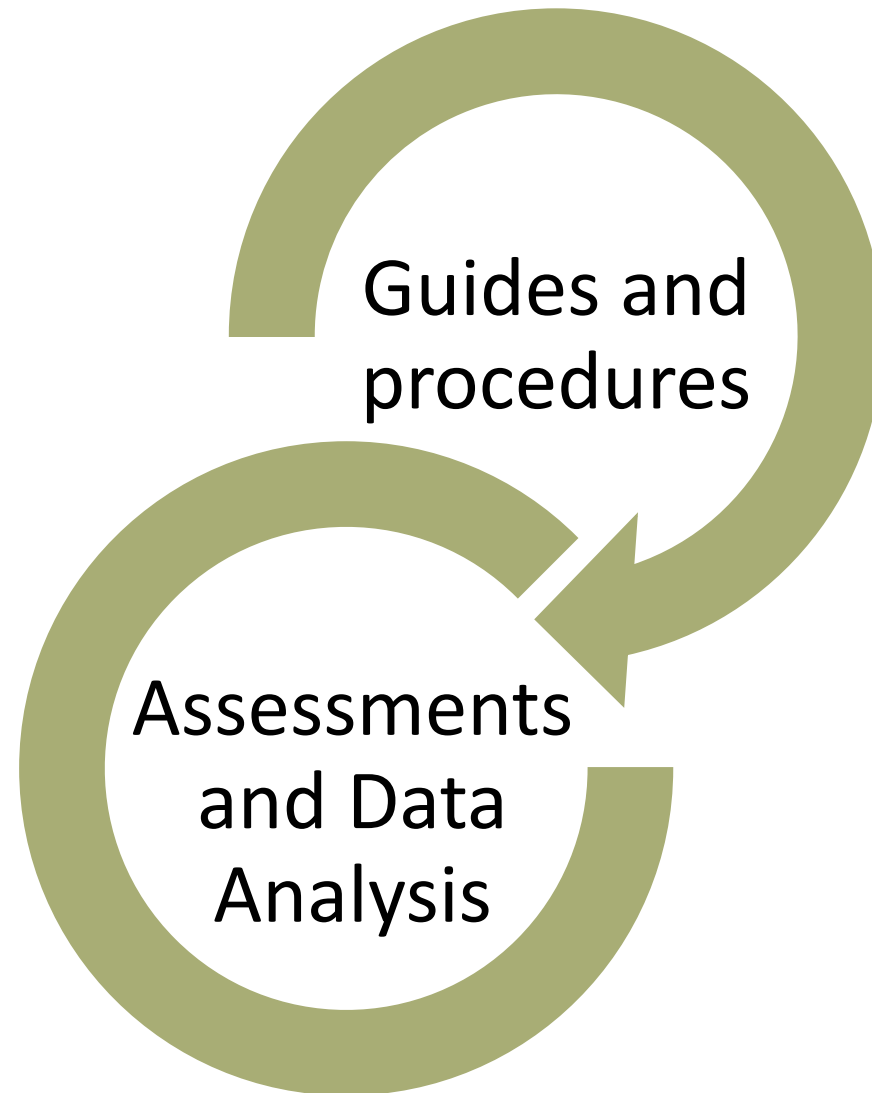 Guides and
procedures
Assessments
and Data
Analysis